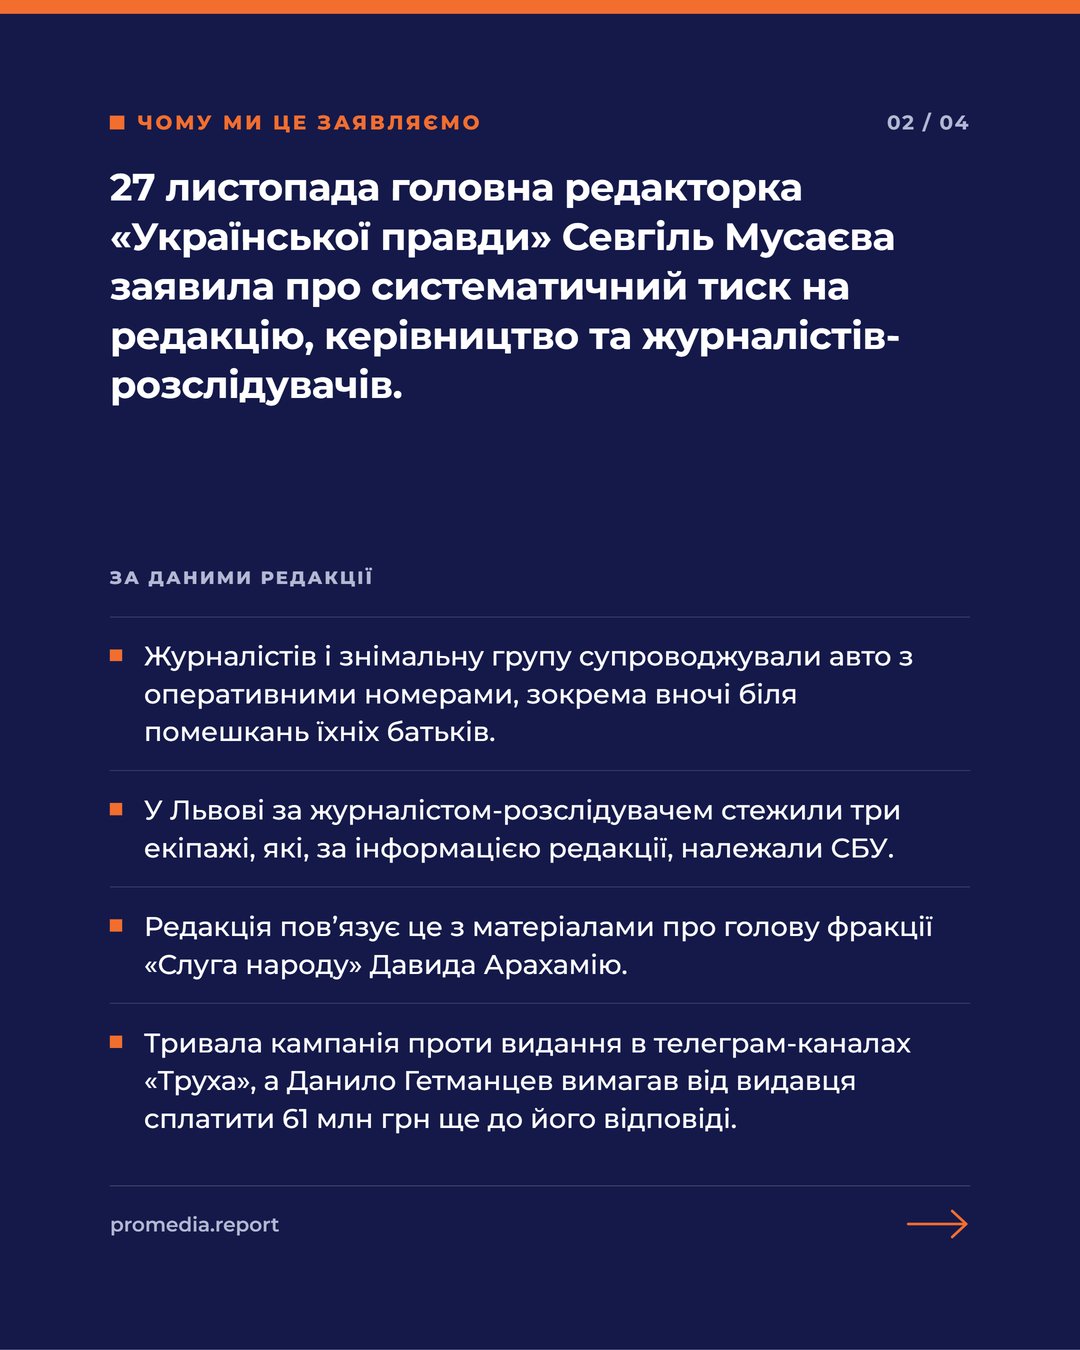 ЧОМУ МИ ЦЕ ЗАЯВЛЯЄМО
02 / 04
27 листопада головна редакторка
«Української правди» Севгіль Мусаєва
заявила про систематичний тиск на
редакцію, керівництво та журналістів-
розслідувачів.
ЗА ДАНИМИ РЕДАКЦІЇ
Журналістів і знімальну групу супроводжували авто з
оперативними номерами, зокрема вночі біля
помешкань їхніх батьків.
У Львові за журналістом-розслідувачем стежили три
екіпажі, які, за інформацією редакції, належали СБУ.
Редакція пов’язує це з матеріалами про голову фракції
«Слуга народу» Давида Арахамію.
Тривала кампанія проти видання в телеграм-каналах
«Труха», а Данило Гетманцев вимагав від видавця
сплатити 61 млн грн ще до його відповіді.
promedia.report